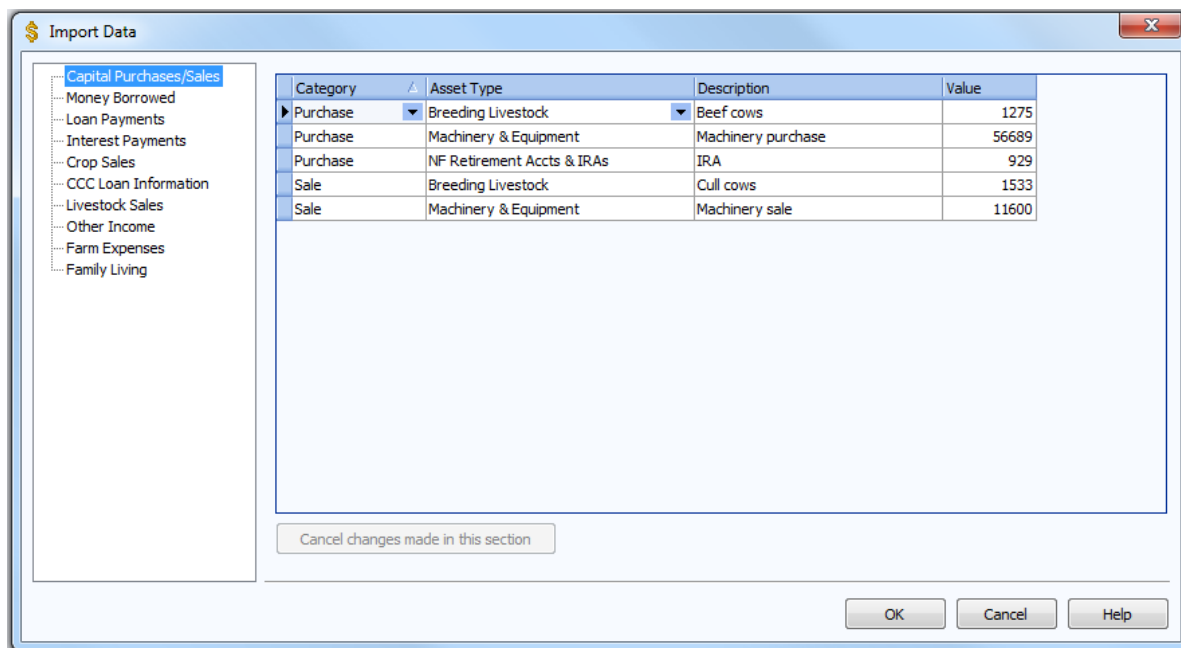 Import Data
Capital Purchases/Sales
Money Borrowed
Loan Payments
Interest Payments
Crop Sales
CCC Loan Information
Livestock Sales
Other Income
Farm Expenses
Family Living
Category Asset Type Description Value
Purchase Breeding Livestock Beef cows 1275
Purchase Machinery & Equipment Machinery purchase 56689
Purchase NF Retirement Accts & IRAs IRA 929
Sale Breeding Livestock Cull cows 1533
Sale Machinery & Equipment Machinery sale 11600
Cancel changes made in this section
OK Cancel Help